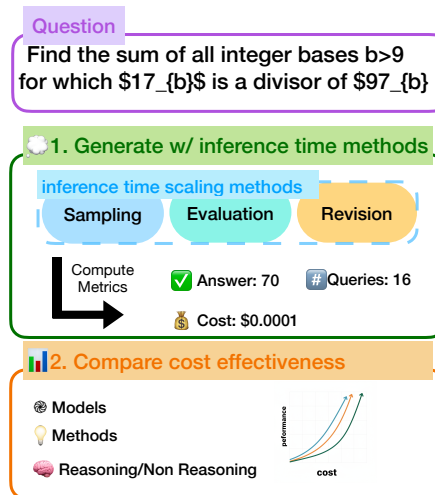 Question
Find the sum of all integer bases b>9
for which $17_{b}$ is a divisor of $97_{b}
1. Generate w/ inference time methods
inference time scaling methods
Sampling
Evaluation
Revision
Compute
Metrics
Answer: 70
# Queries: 16
Cost: $0.0001
2. Compare cost effectiveness
Models
Methods
Reasoning/Non Reasoning
peformance
cost